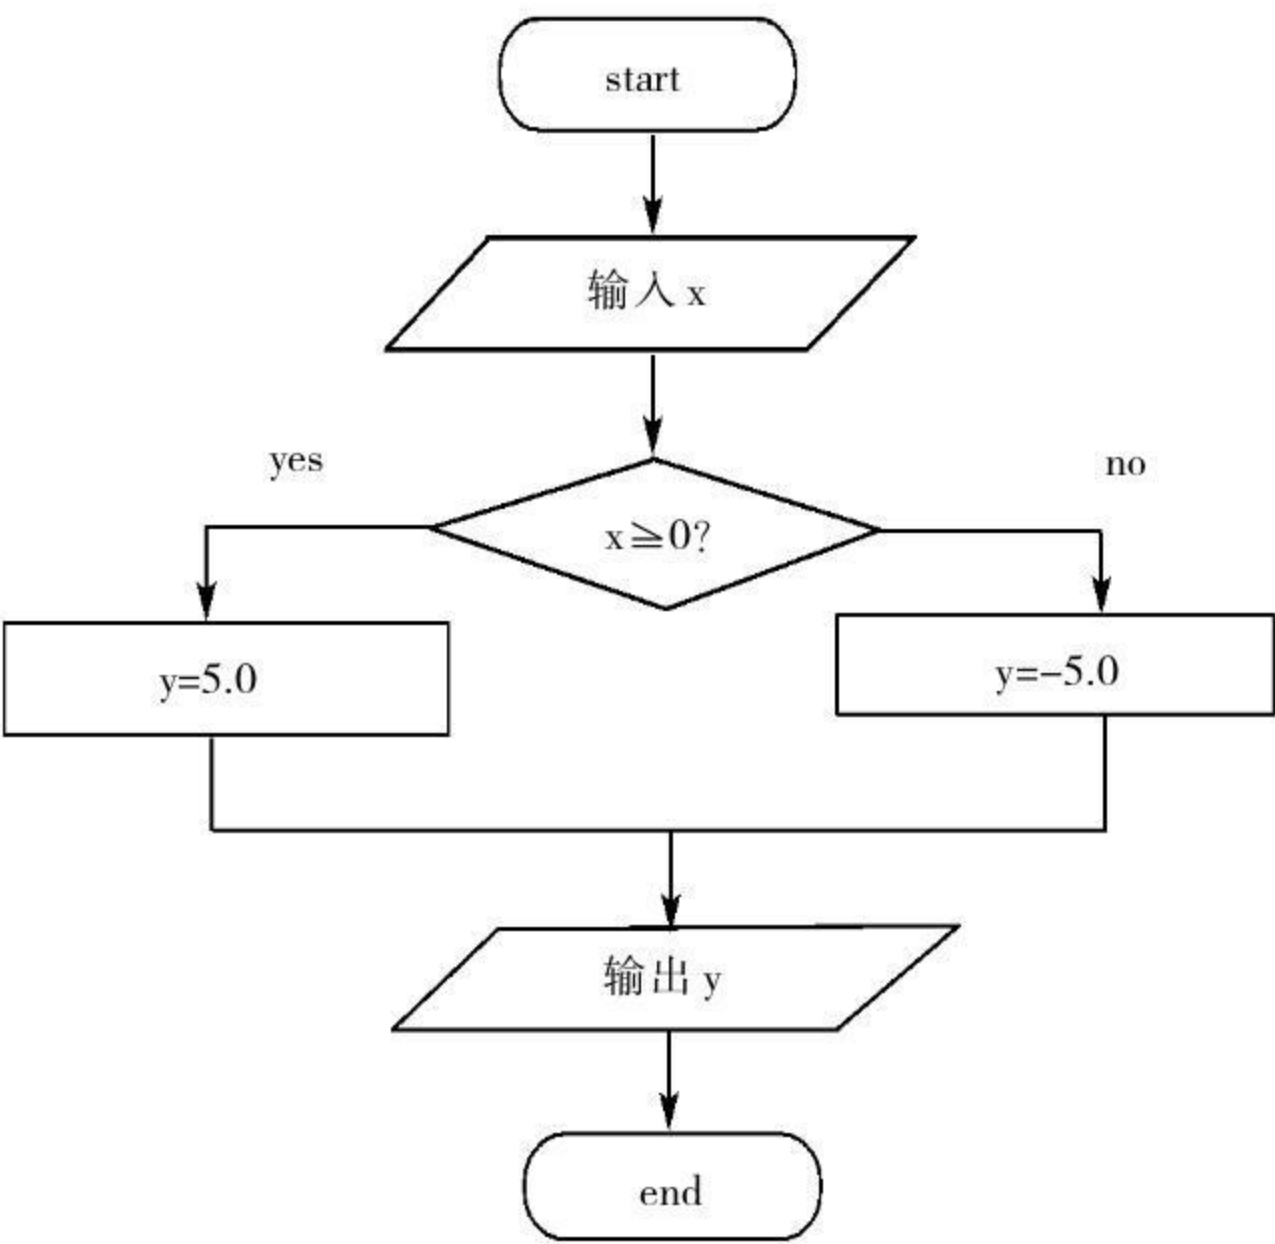 start
输入 x
yes
no
x≧0?
y=5.0
y=−5.0
输出 y
end